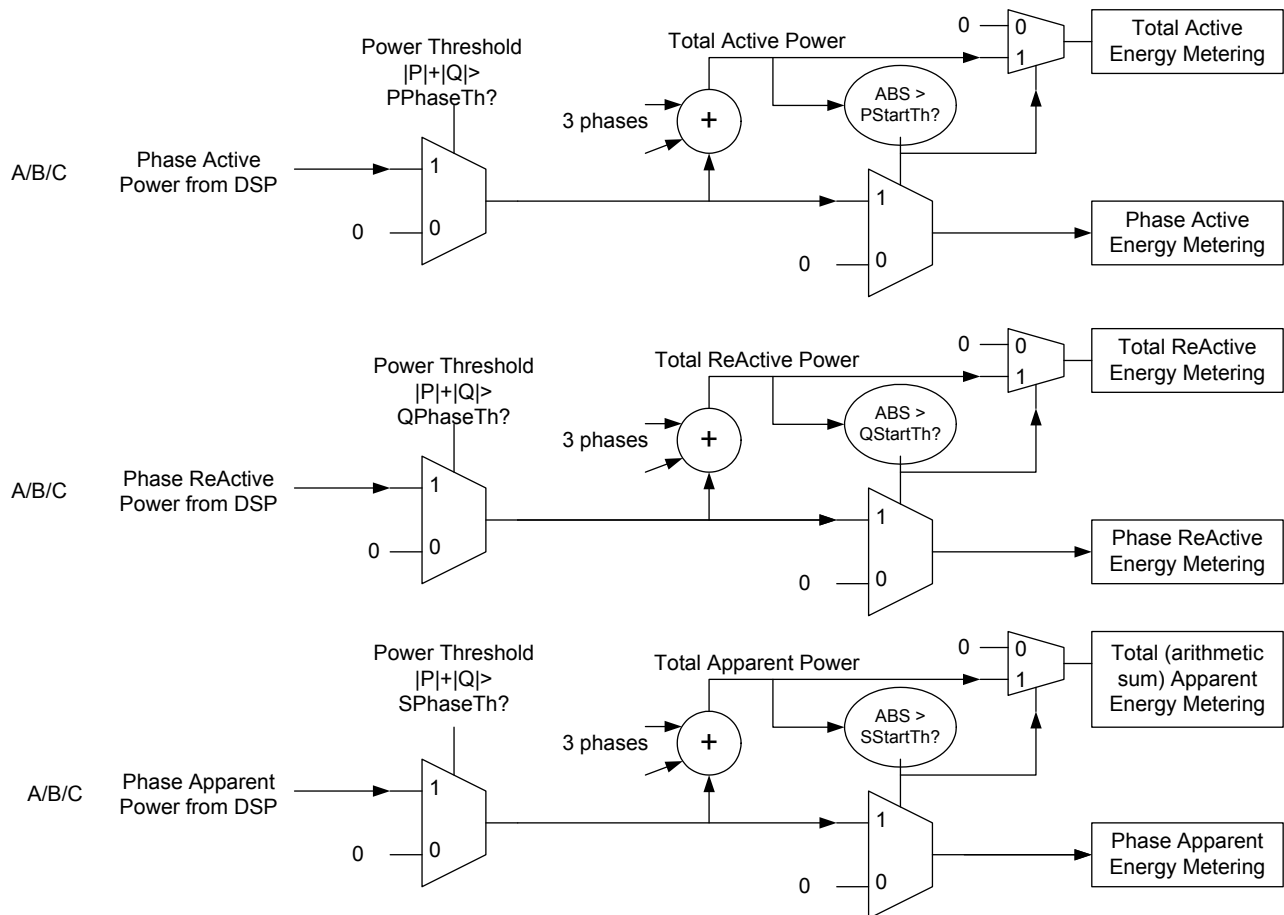 Power Threshold
|P|+|Q|>
PPhaseTh?
Total Active Power
0
0
1
Total Active
Energy Metering
3 phases
+
ABS >
PStartTh?
A/B/C
Phase Active
Power from DSP
1
0
0
1
0
0
Phase Active
Energy Metering
Power Threshold
|P|+|Q|>
QPhaseTh?
Total ReActive Power
0
0
1
Total ReActive
Energy Metering
3 phases
+
ABS >
QStartTh?
A/B/C
Phase ReActive
Power from DSP
1
0
0
1
0
0
Phase ReActive
Energy Metering
Power Threshold
|P|+|Q|>
SPhaseTh?
Total Apparent Power
0
0
1
Total (arithmetic
sum) Apparent
Energy Metering
3 phases
+
ABS >
SStartTh?
A/B/C
Phase Apparent
Power from DSP
1
0
0
1
0
0
Phase Apparent
Energy Metering